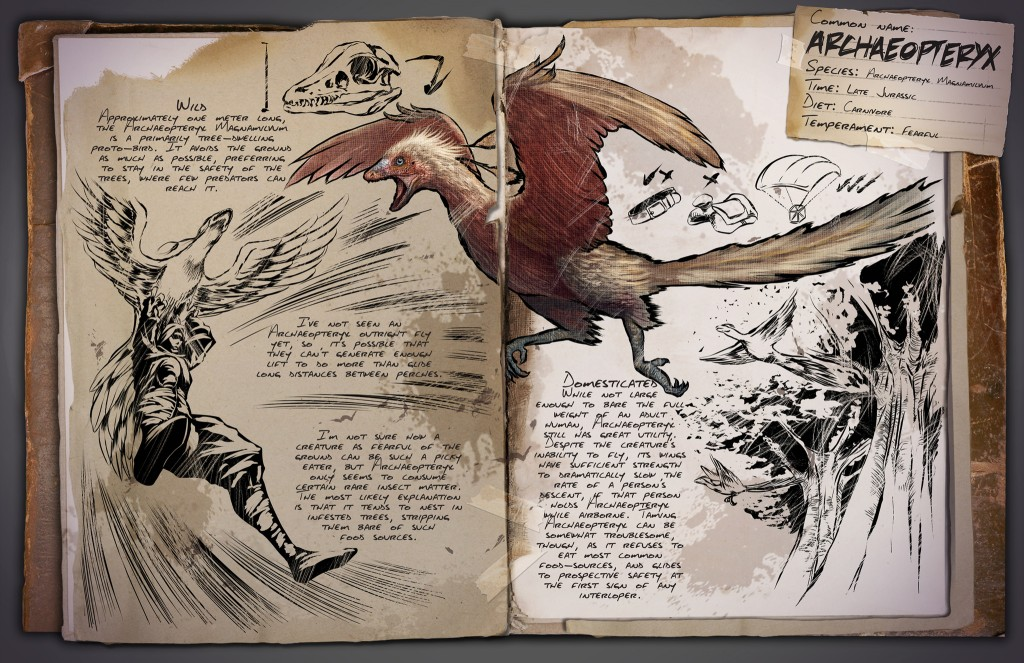 Common name:
Archaeopteryx
Species: Archaeopteryx Magnamilvum
Time: Late Jurassic
Diet: Carnivore
Temperament: Fearful
Wild
Approximately one meter long,
the Archaeopteryx Magnamilvum
is a primarily tree-dwelling
proto-bird. It avoids the ground
as much as possible, preferring
to stay in the safety of the
trees, where few predators can
reach it.
I've not seen an
Archaeopteryx outright fly
yet, so it's possible that
they can't generate enough
lift to do more than glide
long distances between perches.
I'm not sure how a
creature as fearful of the
ground can be such a picky
eater, but Archaeopteryx
only seems to consume
certain rare insect matter.
The most likely explanation
is that it tends to nest in
infested trees, stripping
them bare of such
food sources.
Domesticated
While not large
enough to bare the full
weight of an adult
human, Archaeopteryx
still has great utility.
Despite the creature's
inability to fly, its wings
have sufficient strength
to dramatically slow the
rate of a person's
descent, if that person
holds Archaeopteryx
while airborne. Taming
Archaeopteryx can be
somewhat troublesome,
though, as it refuses to
eat most common
food-sources, and glides
to prospective safety at
the first sign of any
interloper.